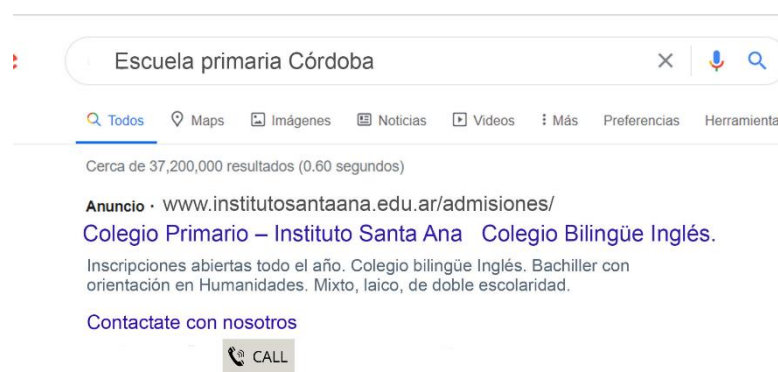 Escuela primaria Córdoba
Todos Maps Imágenes Noticias Videos Más Preferencias Herramienta
Cerca de 37,200,000 resultados (0.60 segundos)
Anuncio · www.institutosantaana.edu.ar/admisiones/
Colegio Primario – Instituto Santa Ana Colegio Bilingüe Inglés.
Inscripciones abiertas todo el año. Colegio bilingüe Inglés. Bachiller con
orientación en Humanidades. Mixto, laico, de doble escolaridad.
Contactate con nosotros
CALL